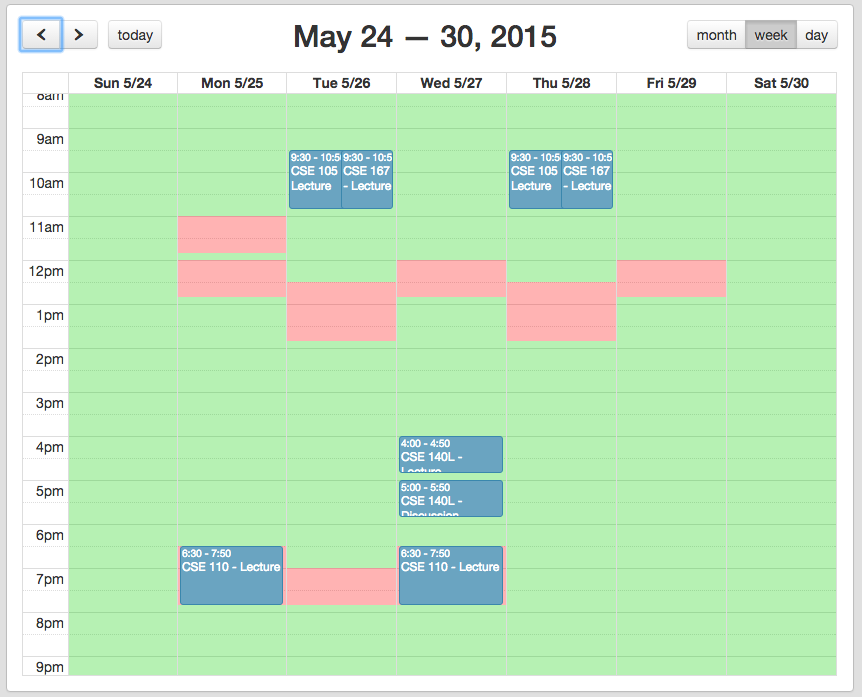 today
May 24 — 30, 2015
month week day
Sun 5/24 Mon 5/25 Tue 5/26 Wed 5/27 Thu 5/28 Fri 5/29 Sat 5/30
8am
9am
9:30 - 10:5 9:30 - 10:5 9:30 - 10:5 9:30 - 10:5
CSE 105 CSE 167 CSE 105 CSE 167
Lecture - Lecture Lecture - Lecture
10am
11am
12pm
1pm
2pm
3pm
4pm
4:00 - 4:50
CSE 140L -
Lecture
5pm
5:00 - 5:50
CSE 140L -
Discussion
6pm
6:30 - 7:50 6:30 - 7:50
CSE 110 - Lecture CSE 110 - Lecture
7pm
8pm
9pm